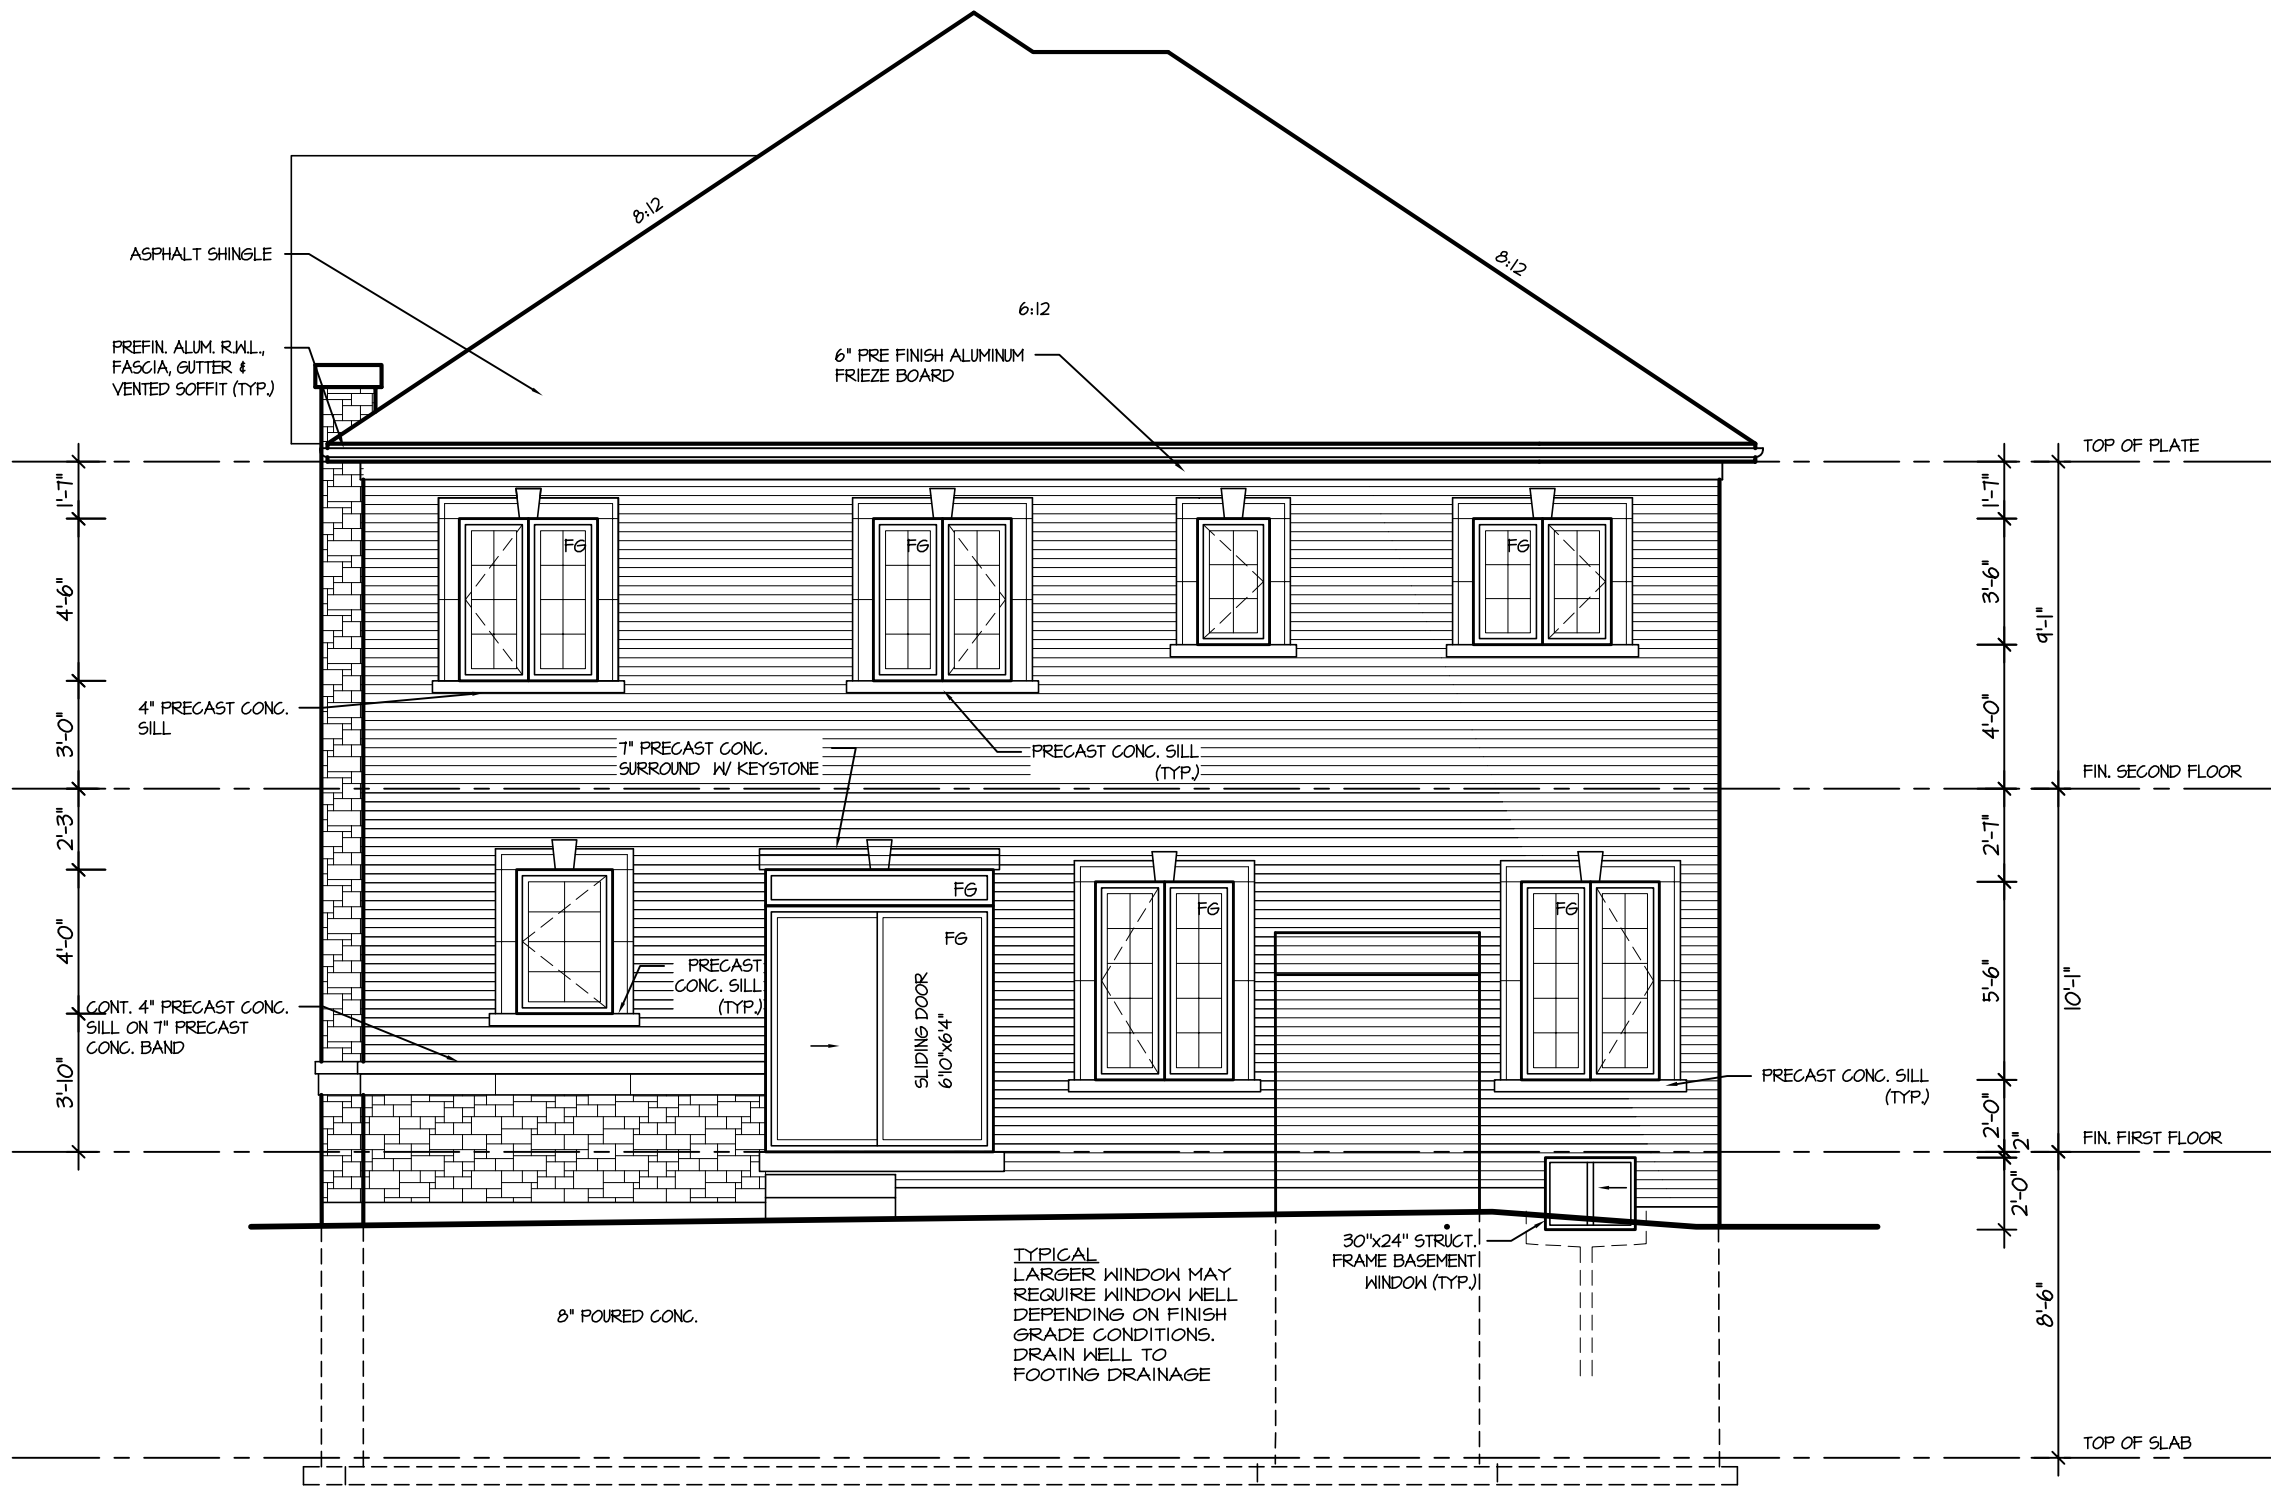 8:12
8:12
ASPHALT SHINGLE
6:12
PREFIN. ALUM. R.W.L.,
FASCIA, GUTTER &
VENTED SOFFIT (TYP.)
6" PRE FINISH ALUMINUM
FRIEZE BOARD
TOP OF PLATE
1'-7"
4'-6"
3'-0"
2'-3"
4'-0"
3'-10"
FG
FG
FG
1'-7"
3'-6"
4'-0"
2'-7"
5'-6"
2'-0"
2"
2'-0"
9'-1"
10'-1"
8'-6"
4" PRECAST CONC.
SILL
7" PRECAST CONC.
SURROUND W/ KEYSTONE
PRECAST CONC. SILL
(TYP.)
FIN. SECOND FLOOR
FG
FG
FG
FG
PRECAST
CONC. SILL
(TYP.)
SLIDING DOOR
6'10"x6'4"
CONT. 4" PRECAST CONC.
SILL ON 7" PRECAST
CONC. BAND
PRECAST CONC. SILL
(TYP.)
FIN. FIRST FLOOR
30"x24" STRUCT.
FRAME BASEMENT
WINDOW (TYP.)
TYPICAL
LARGER WINDOW MAY
REQUIRE WINDOW WELL
DEPENDING ON FINISH
GRADE CONDITIONS.
DRAIN WELL TO
FOOTING DRAINAGE
8" POURED CONC.
TOP OF SLAB